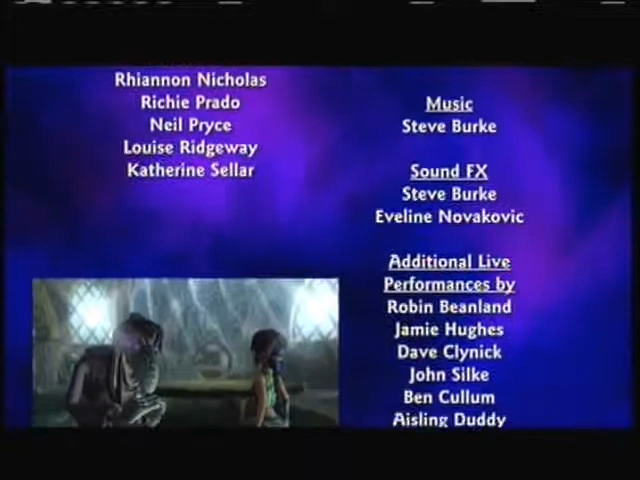 Rhiannon Nicholas
Richie Prado
Neil Pryce
Louise Ridgeway
Katherine Sellar
Music
Steve Burke
Sound FX
Steve Burke
Eveline Novakovic
Additional Live
Performances by
Robin Beanland
Jamie Hughes
Dave Clynick
John Silke
Ben Cullum
Aisling Duddy